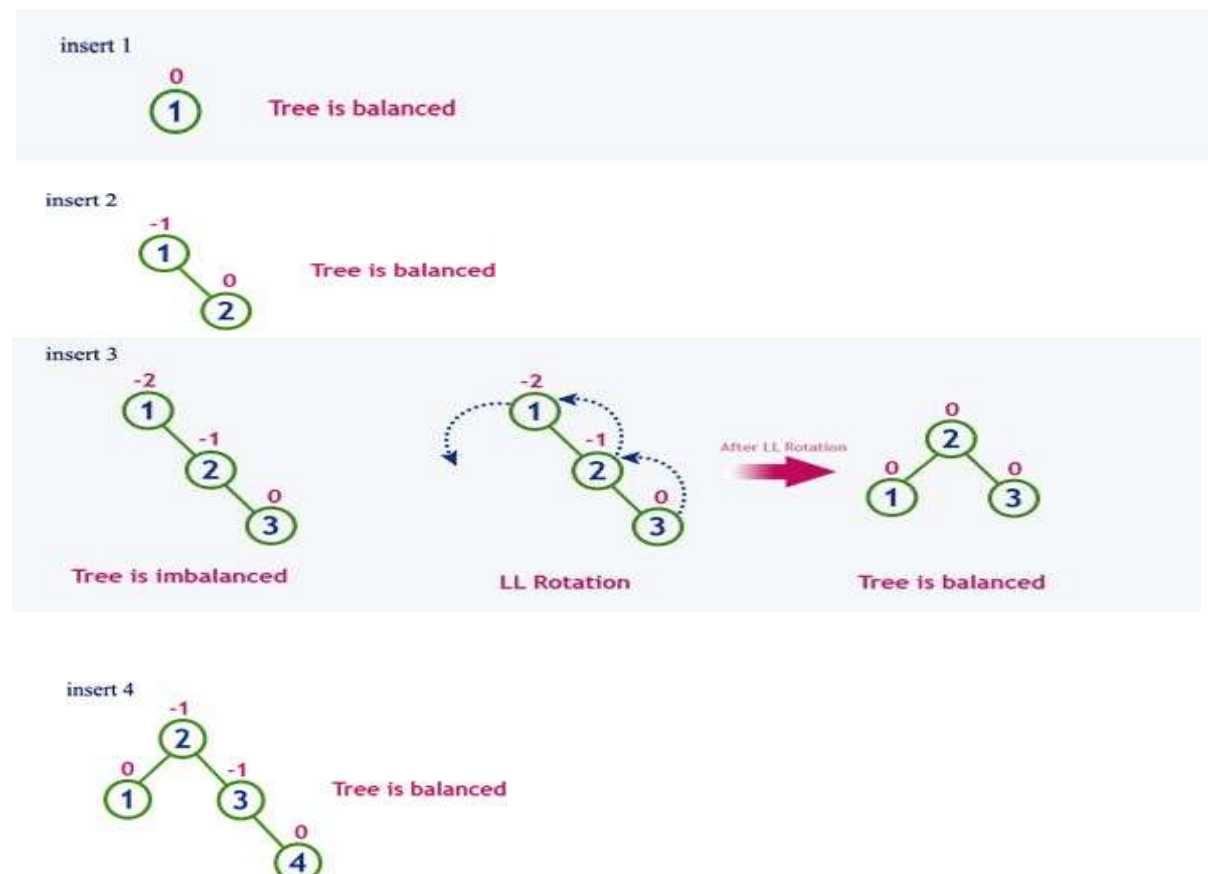 insert 1
0
1 Tree is balanced
insert 2
-1
1
0
2
Tree is balanced
insert 3
-2
1
-1
2
0
3
Tree is imbalanced
-2
1
-1
2
0
3
LL Rotation
After LL Rotation
0
2
0 0
1 3
Tree is balanced
insert 4
-1
2
0 -1
1 3
0
4
Tree is balanced